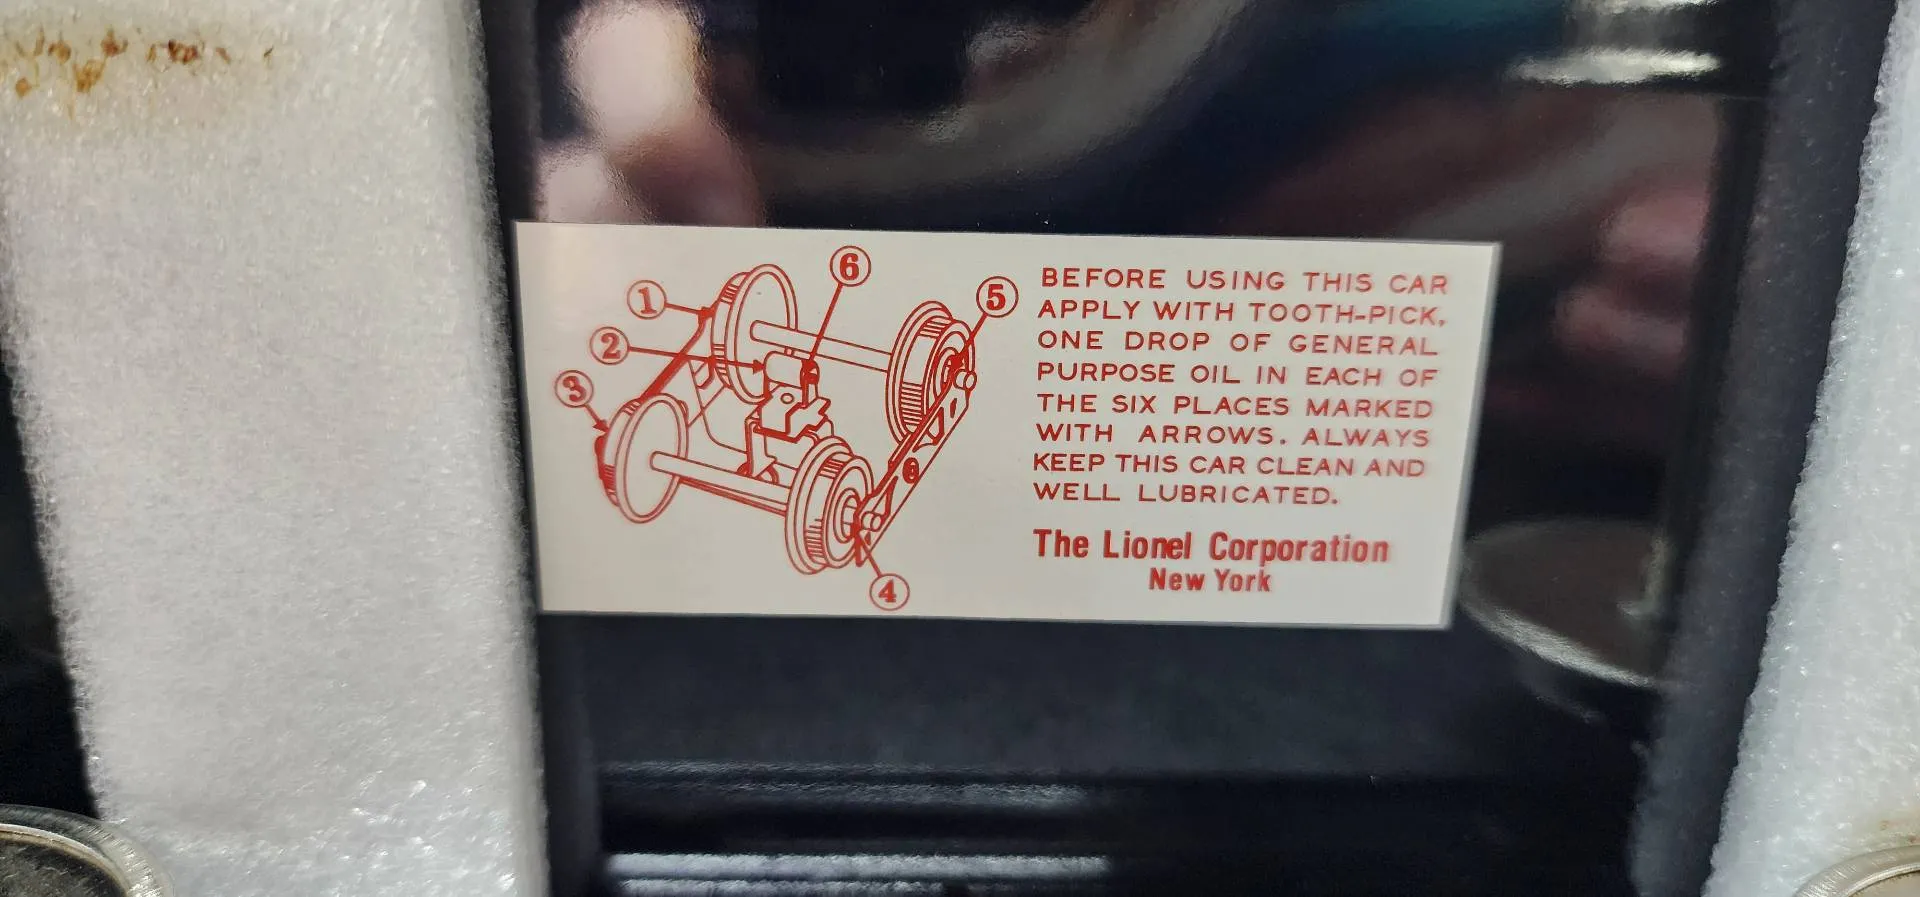 1
2
3
4
5
6
BEFORE USING THIS CAR
APPLY WITH TOOTH-PICK,
ONE DROP OF GENERAL
PURPOSE OIL IN EACH OF
THE SIX PLACES MARKED
WITH ARROWS. ALWAYS
KEEP THIS CAR CLEAN AND
WELL LUBRICATED.
The Lionel Corporation
New York